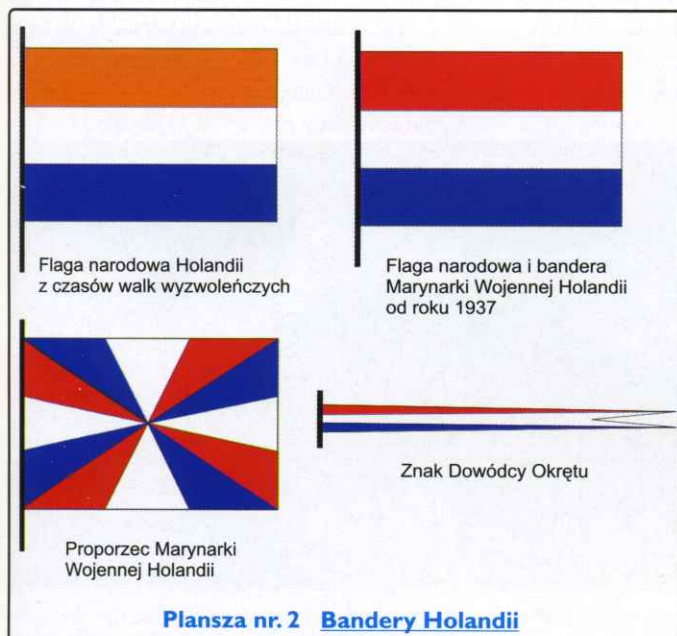 Flaga narodowa Holandii
z czasów walk wyzwoleńczych
Flaga narodowa i bandera
Marynarki Wojennej Holandii
od roku 1937
Proporzec Marynarki
Wojennej Holandii
Znak Dowódcy Okrętu
Plansza nr. 2 Bandery Holandii